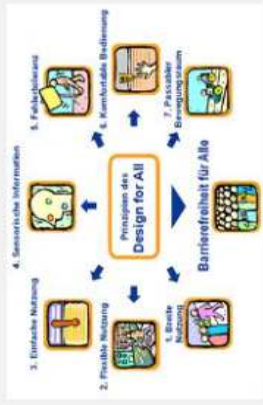 Prinzipien des
Design for All
1. Breite
Nutzung
2. Flexible Nutzung
3. Einfache Nutzung
4. Sensorische Information
5. Fehlertoleranz
6. Komfortable Bedienung
7. Passabler
Bewegungsraum
Barrierefreiheit für Alle